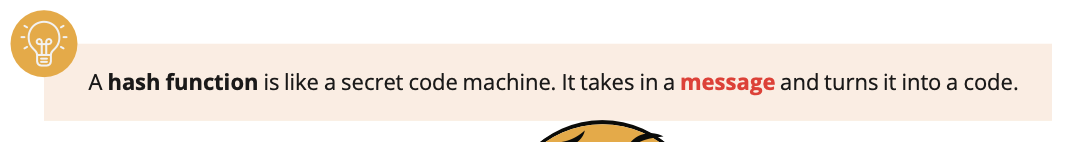 A hash function is like a secret code machine. It takes in a message and turns it into a code.